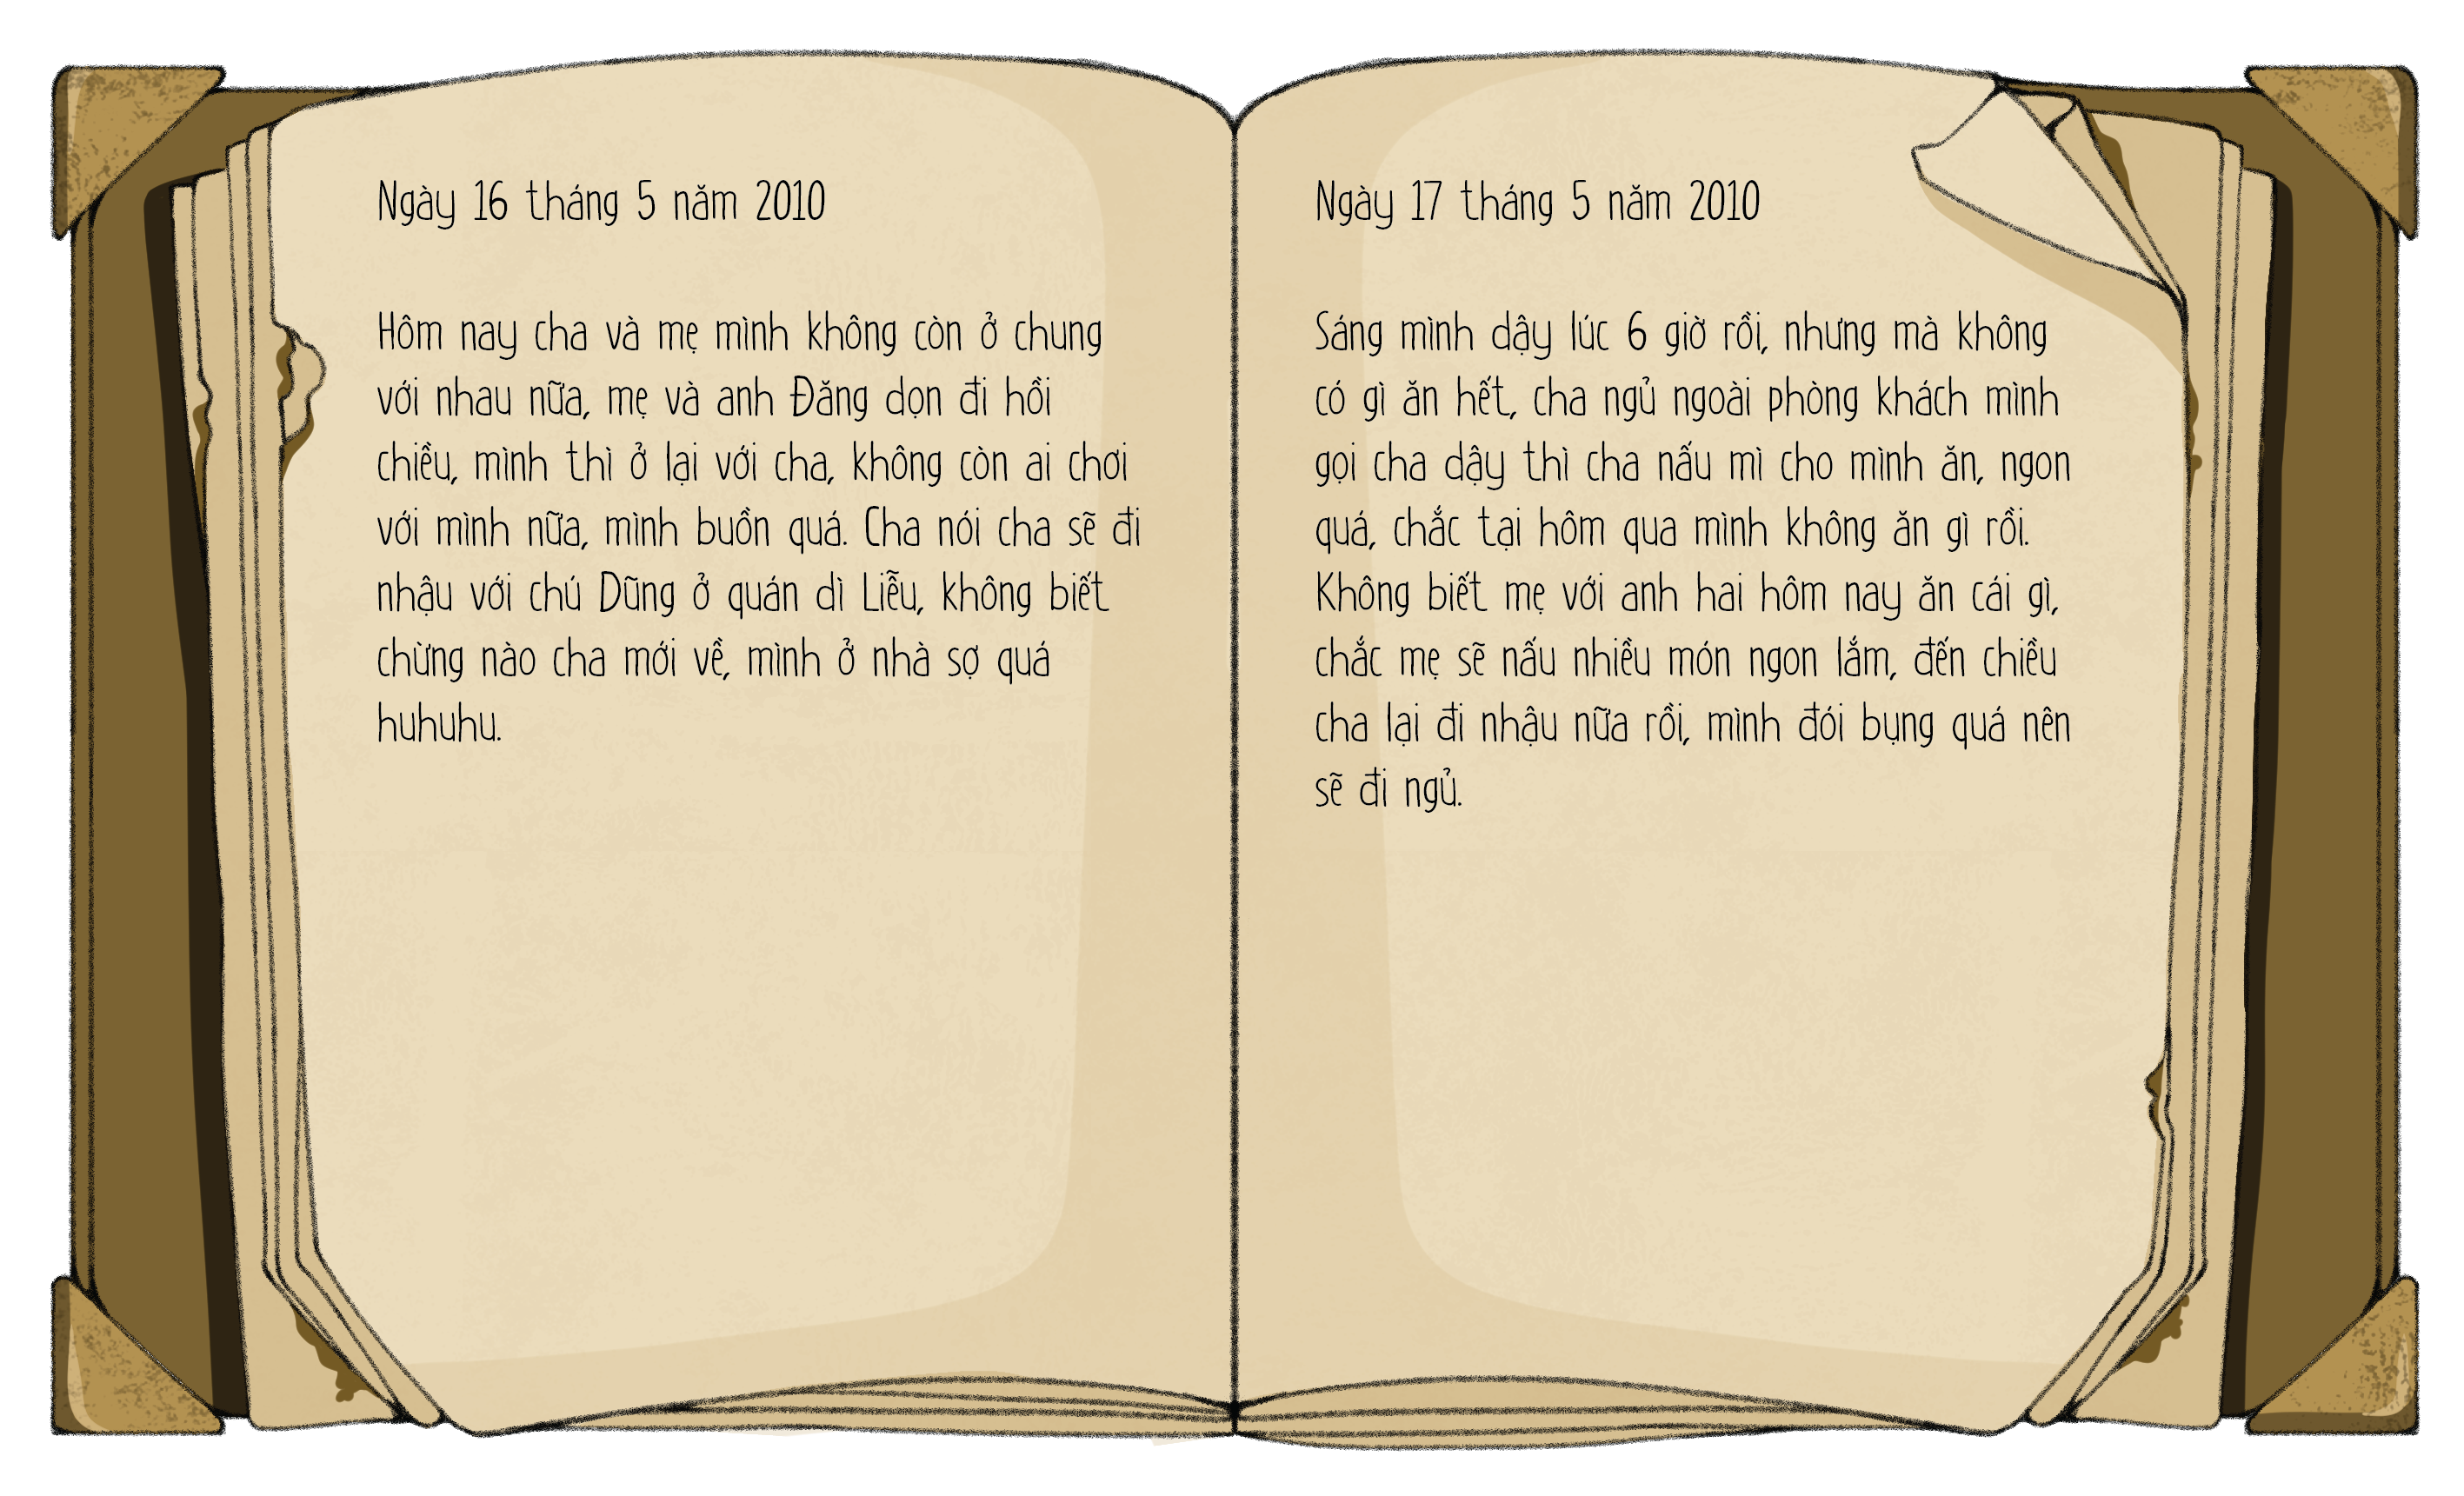 Ngày 16 tháng 5 năm 2010
Hôm nay cha và mẹ mình không còn ở chung
với nhau nữa, mẹ và anh Đăng dọn đi hồi
chiều, mình thì ở lại với cha, không còn ai chơi
với mình nữa, mình buồn quá. Cha nói cha sẽ đi
nhậu với chú Dũng ở quán dì Liễu, không biết
chừng nào cha mới về, mình ở nhà sợ quá
huhuhu.
Ngày 17 tháng 5 năm 2010
Sáng mình dậy lúc 6 giờ rồi, nhưng mà không
có gì ăn hết, cha ngủ ngoài phòng khách mình
gọi cha dậy thì cha nấu mì cho mình ăn, ngon
quá, chắc tại hôm qua mình không ăn gì rồi.
Không biết mẹ với anh hai hôm nay ăn cái gì,
chắc mẹ sẽ nấu nhiều món ngon lắm, đến chiều
cha lại đi nhậu nữa rồi, mình đói bụng quá nên
sẽ đi ngủ.